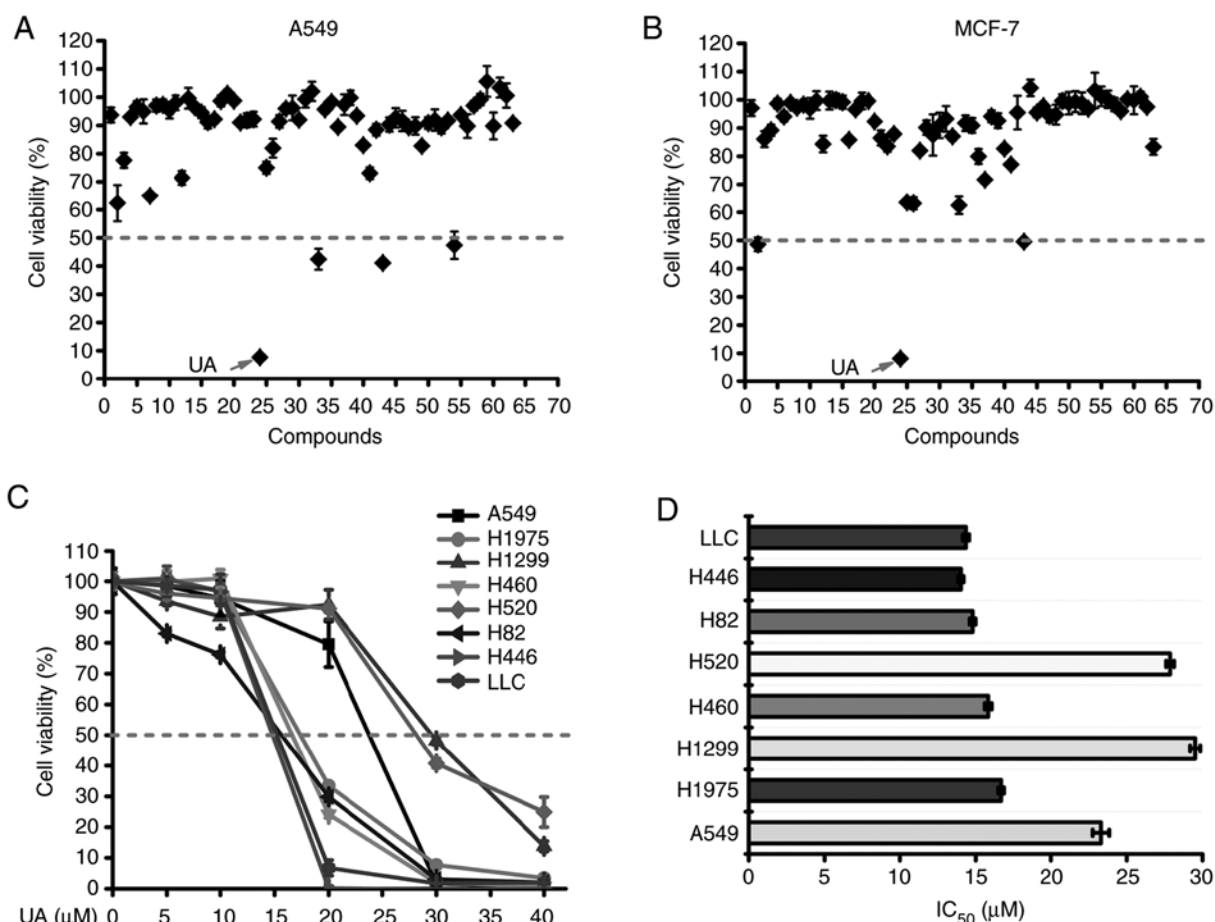 A
A549
120
110
100
90
80
70
60
50
40
30
20
10
0
Cell viability (%)
UA
0 5 10 15 20 25 30 35 40 45 50 55 60 65 70
Compounds
B
MCF-7
120
110
100
90
80
70
60
50
40
30
20
10
0
Cell viability (%)
UA
0 5 10 15 20 25 30 35 40 45 50 55 60 65 70
Compounds
C
A549
H1975
H1299
H460
H520
H82
H446
LLC
110
100
90
80
70
60
50
40
30
20
10
0
Cell viability (%)
UA (μM) 0 5 10 15 20 25 30 35 40
D
LLC
H446
H82
H520
H460
H1299
H1975
A549
0 5 10 15 20 25 30
IC50 (μM)